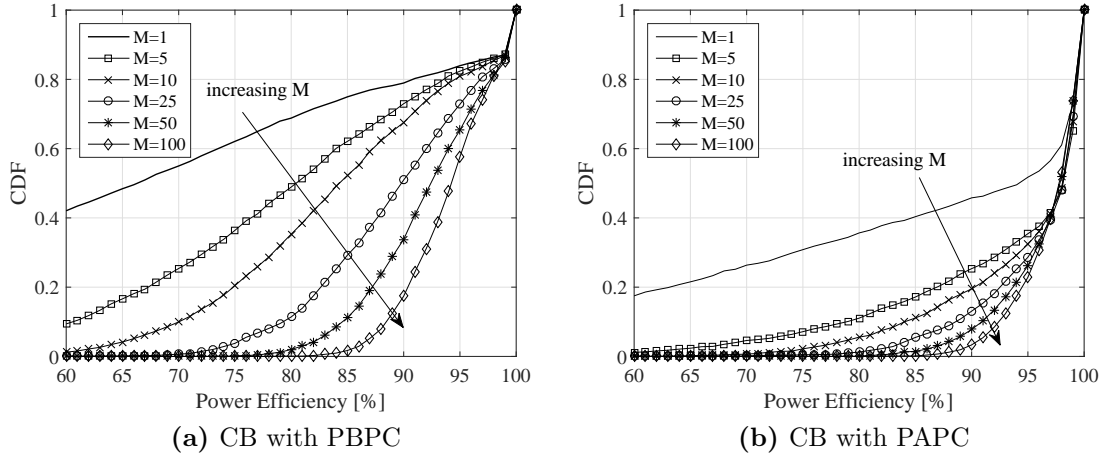 1
0.8
0.6
0.4
0.2
0
CDF
M=1
M=5
M=10
M=25
M=50
M=100
increasing M
60 65 70 75 80 85 90 95 100
Power Efficiency [%]
(a) CB with PBPC
1
0.8
0.6
0.4
0.2
0
CDF
M=1
M=5
M=10
M=25
M=50
M=100
increasing M
60 65 70 75 80 85 90 95 100
Power Efficiency [%]
(b) CB with PAPC